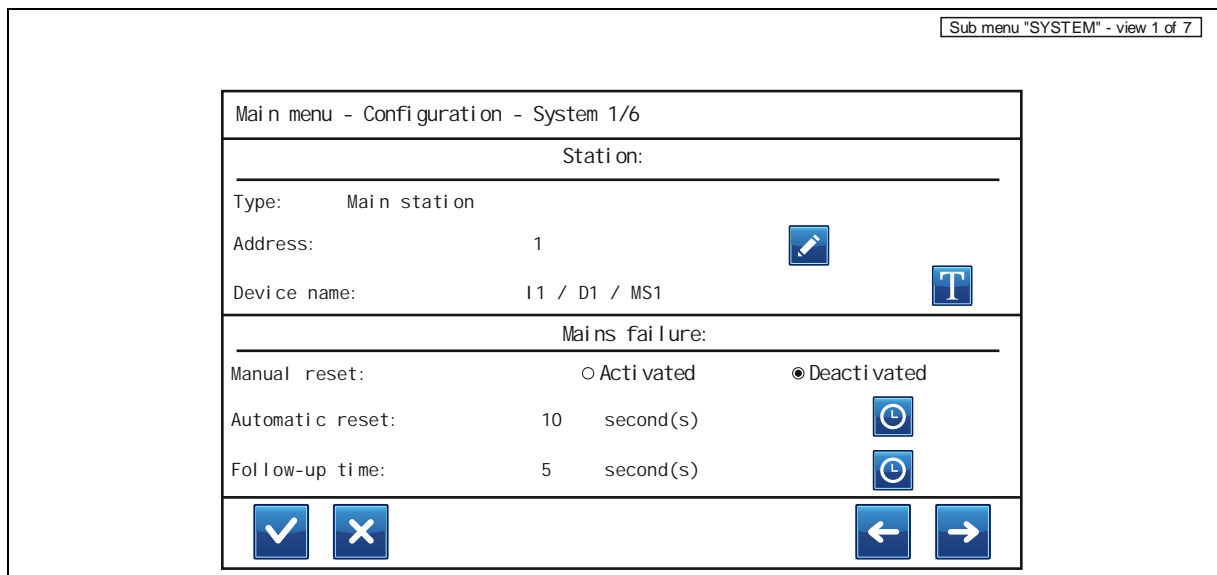 Sub menu "SYSTEM" - view 1 of 7
Main menu - Configuration - System 1/6
Station:
Type: Main station
Address: 1
Device name: I1 / D1 / MS1
T
Mains failure:
Manual reset: Activated Deactivated
Automatic reset: 10 second(s)
Follow-up time: 5 second(s)